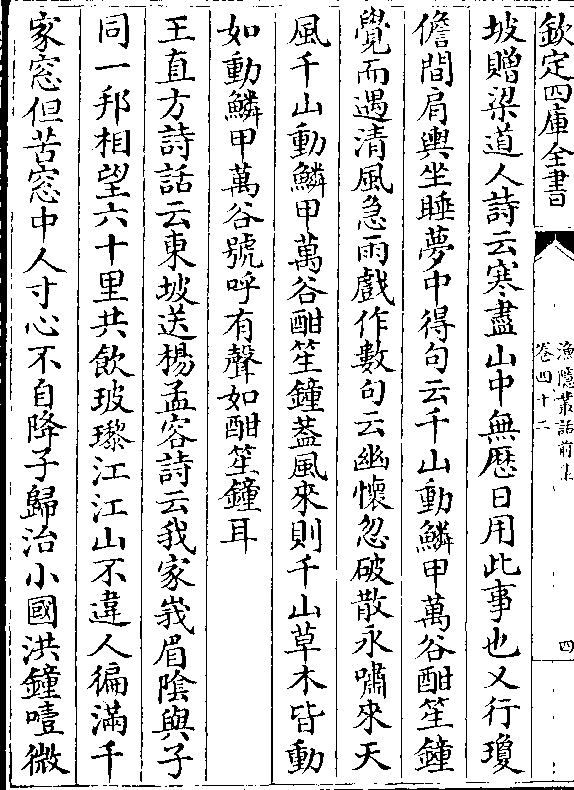 欽定四庫全書
漁隱叢話前集
卷四十二
四
坡贈梁道人詩云寒盡山中無歴日用此事也又行瓊
儋間肩輿坐睡夢中得句云千山動鱗甲萬谷酣笙鐘
覺而遇清風急雨戲作數句云幽懷忽破散永嘯來天
風千山動鱗甲萬谷酣笙鐘葢風來則千山草木皆動
如動鱗甲萬谷號呼有聲如酣笙鐘耳
王直方詩話云東坡送楊孟容詩云我家峩眉陰與子
同一邦相望六十里共飲玻瓈江江山不違人徧滿千
家窓但苦窓中人寸心不自降子歸治小國洪鐘噎微